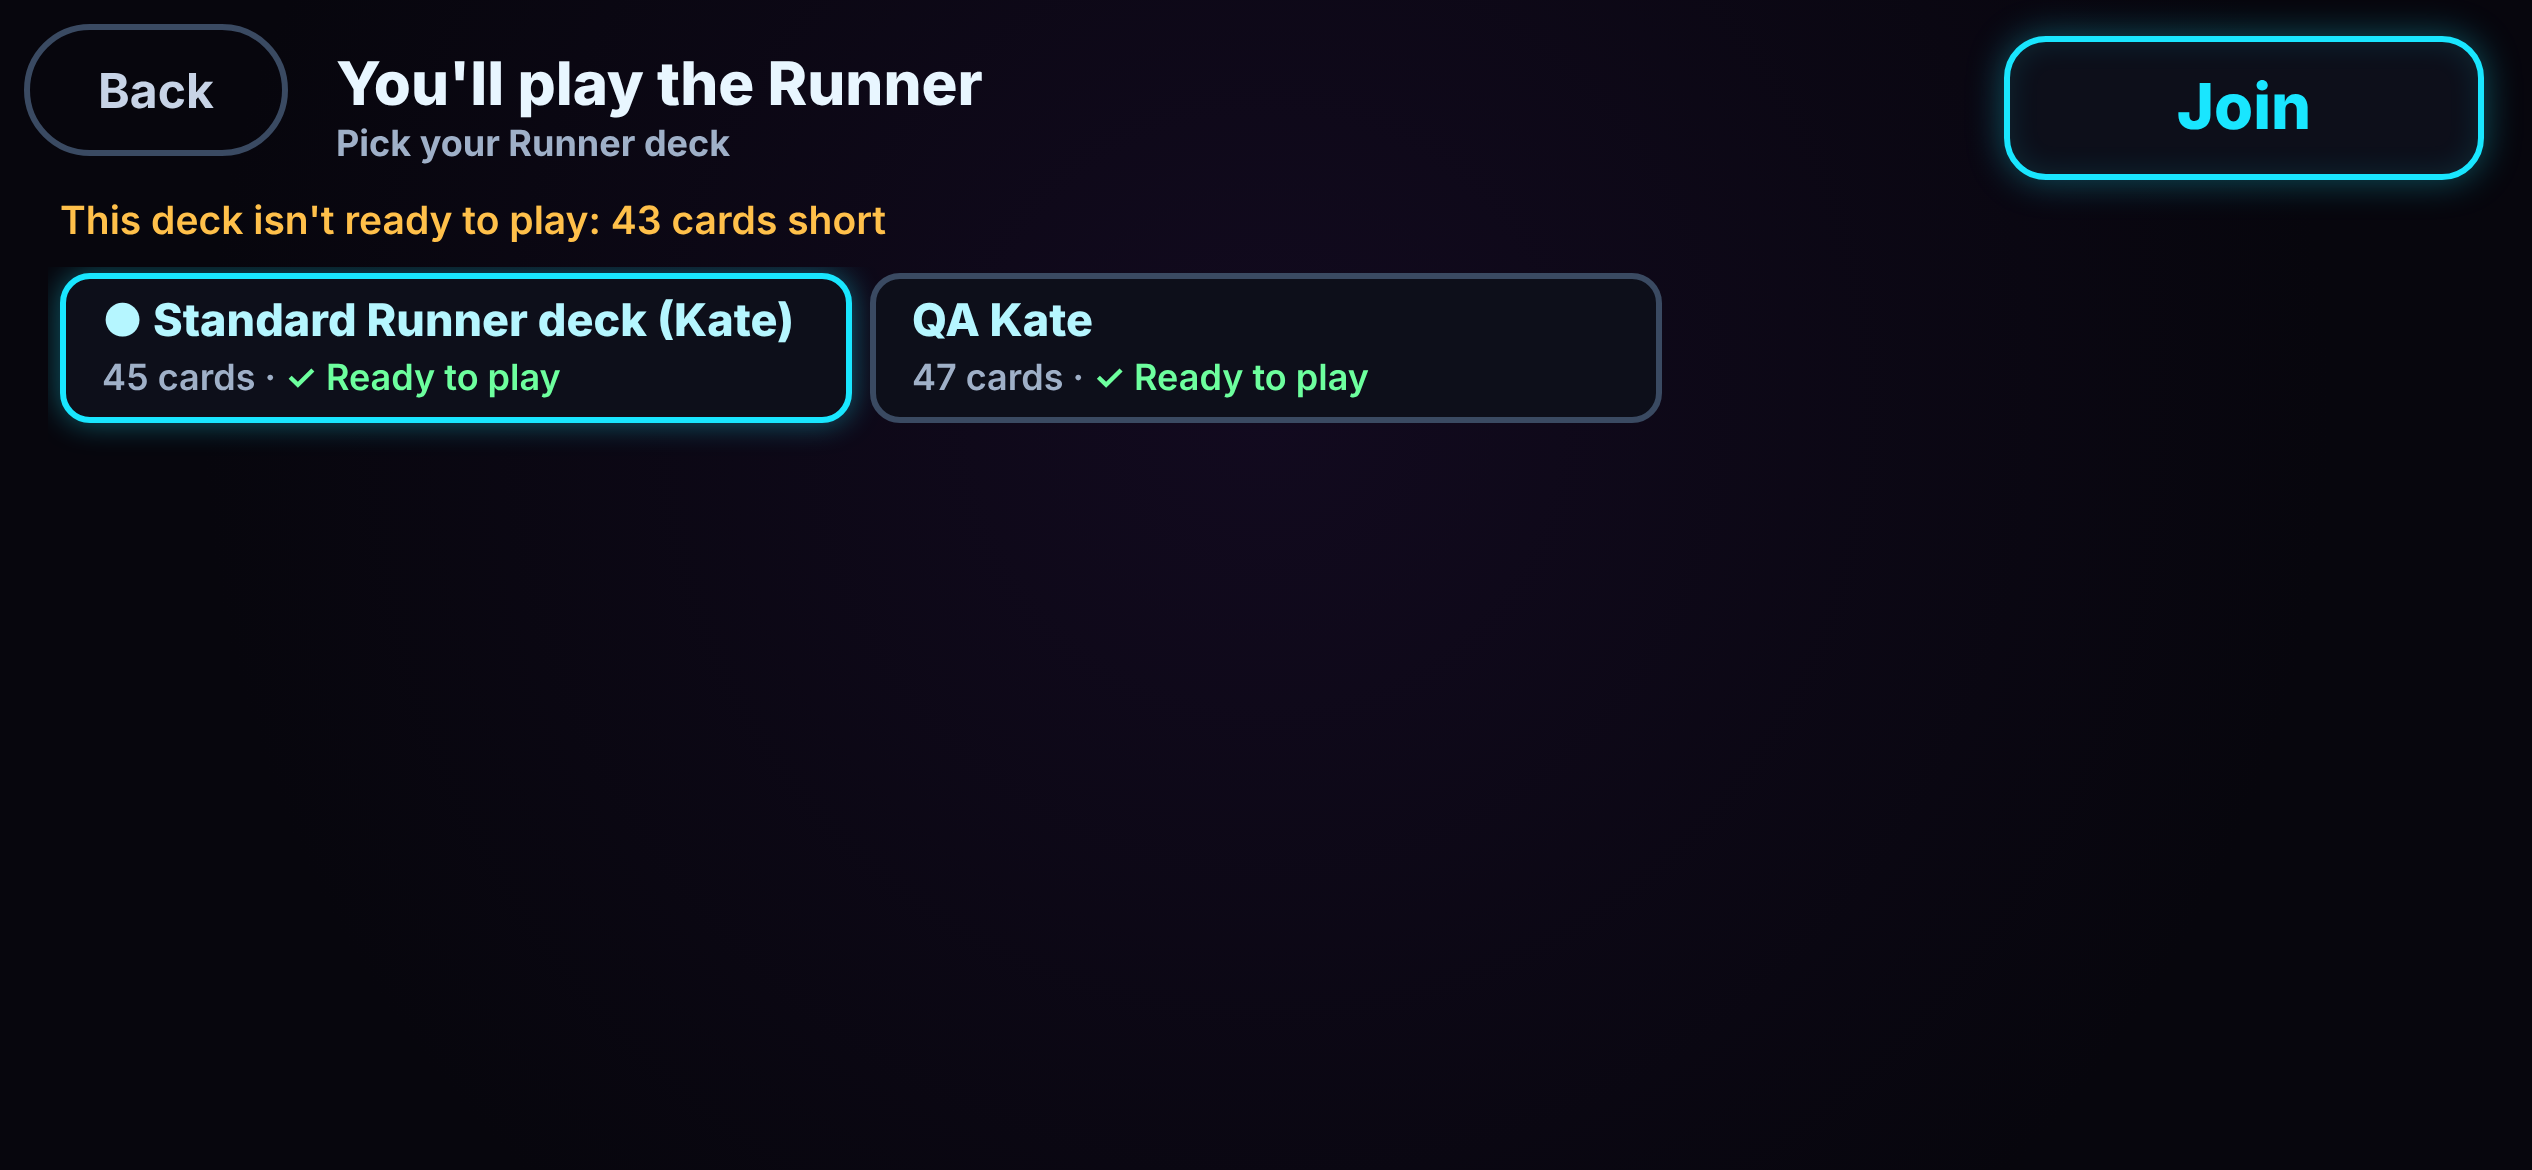 Back
You'll play the Runner
Pick your Runner deck
Join
This deck isn't ready to play: 43 cards short
● Standard Runner deck (Kate)
45 cards · ✓ Ready to play
QA Kate
47 cards · ✓ Ready to play